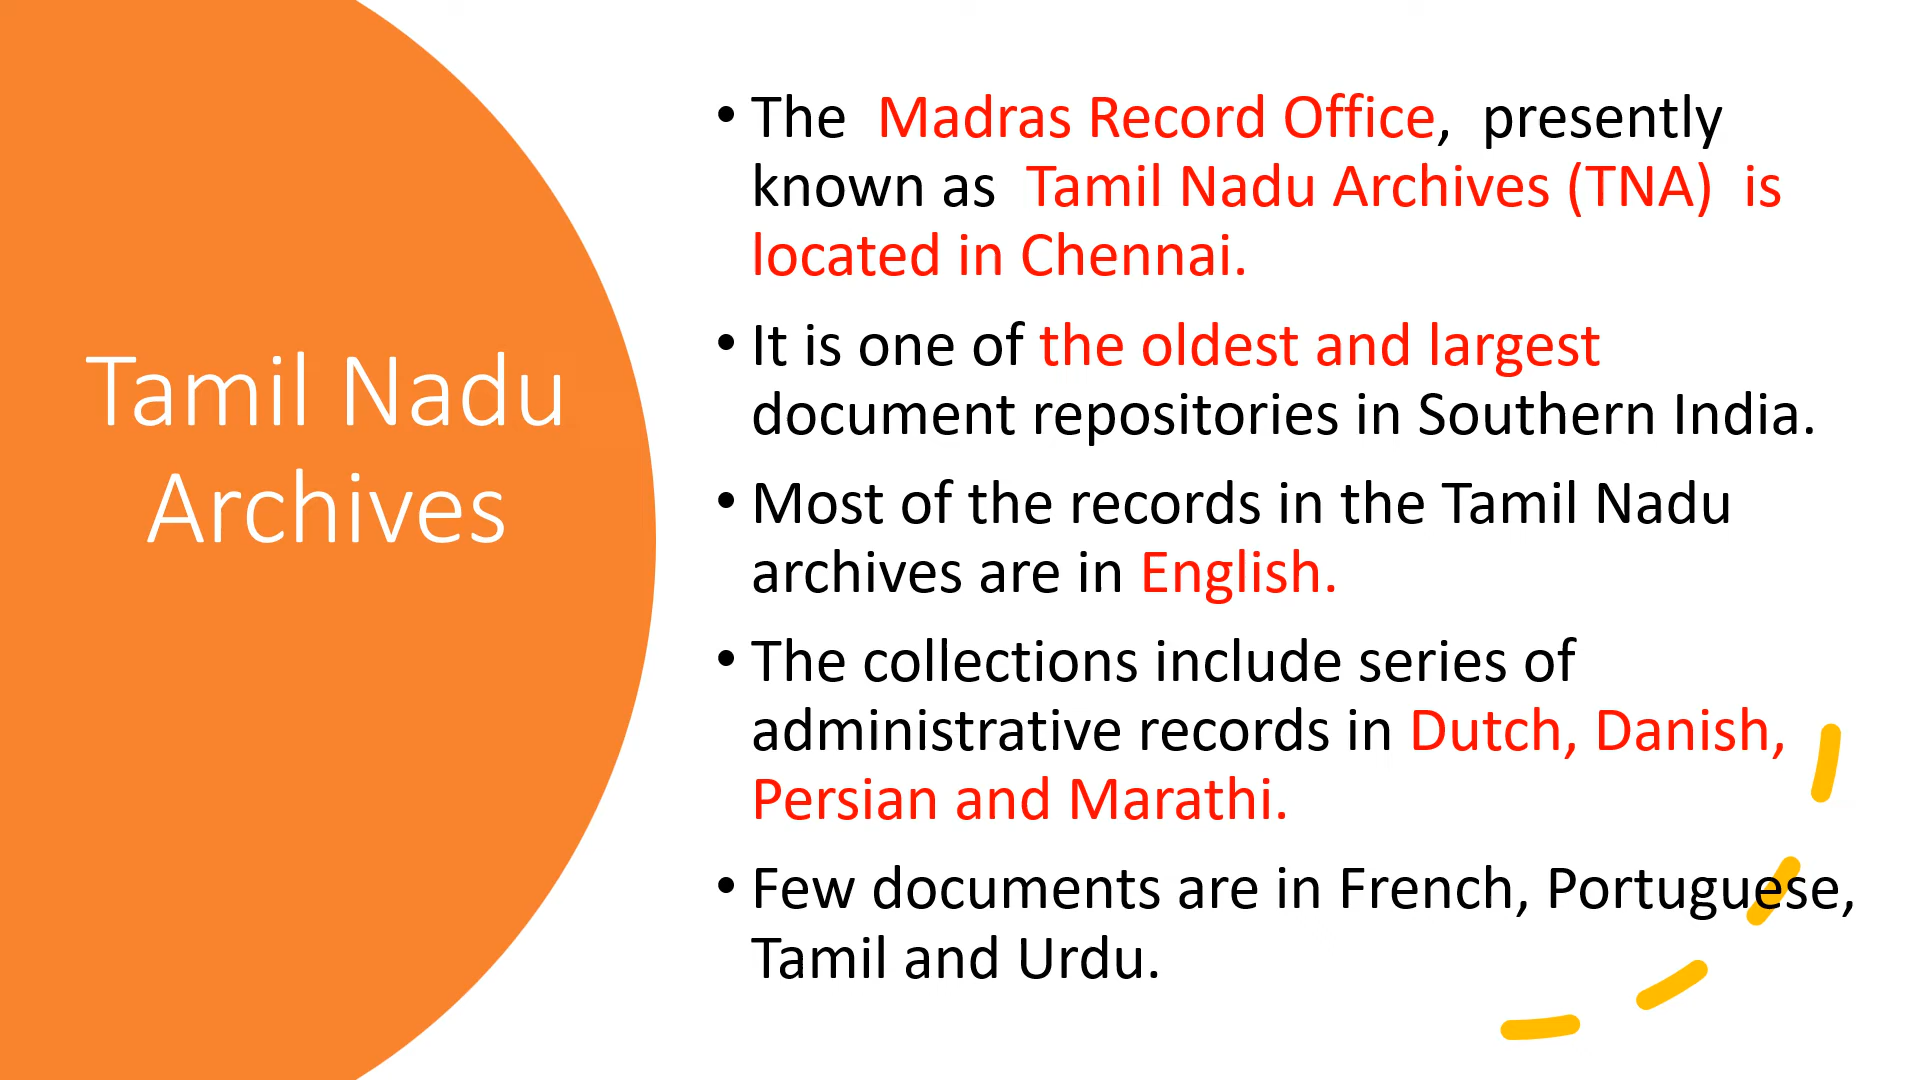 Tamil Nadu
Archives
• The Madras Record Office, presently
known as Tamil Nadu Archives (TNA) is
located in Chennai.
• It is one of the oldest and largest
document repositories in Southern India.
• Most of the records in the Tamil Nadu
archives are in English.
• The collections include series of
administrative records in Dutch, Danish,
Persian and Marathi.
• Few documents are in French, Portuguese,
Tamil and Urdu.